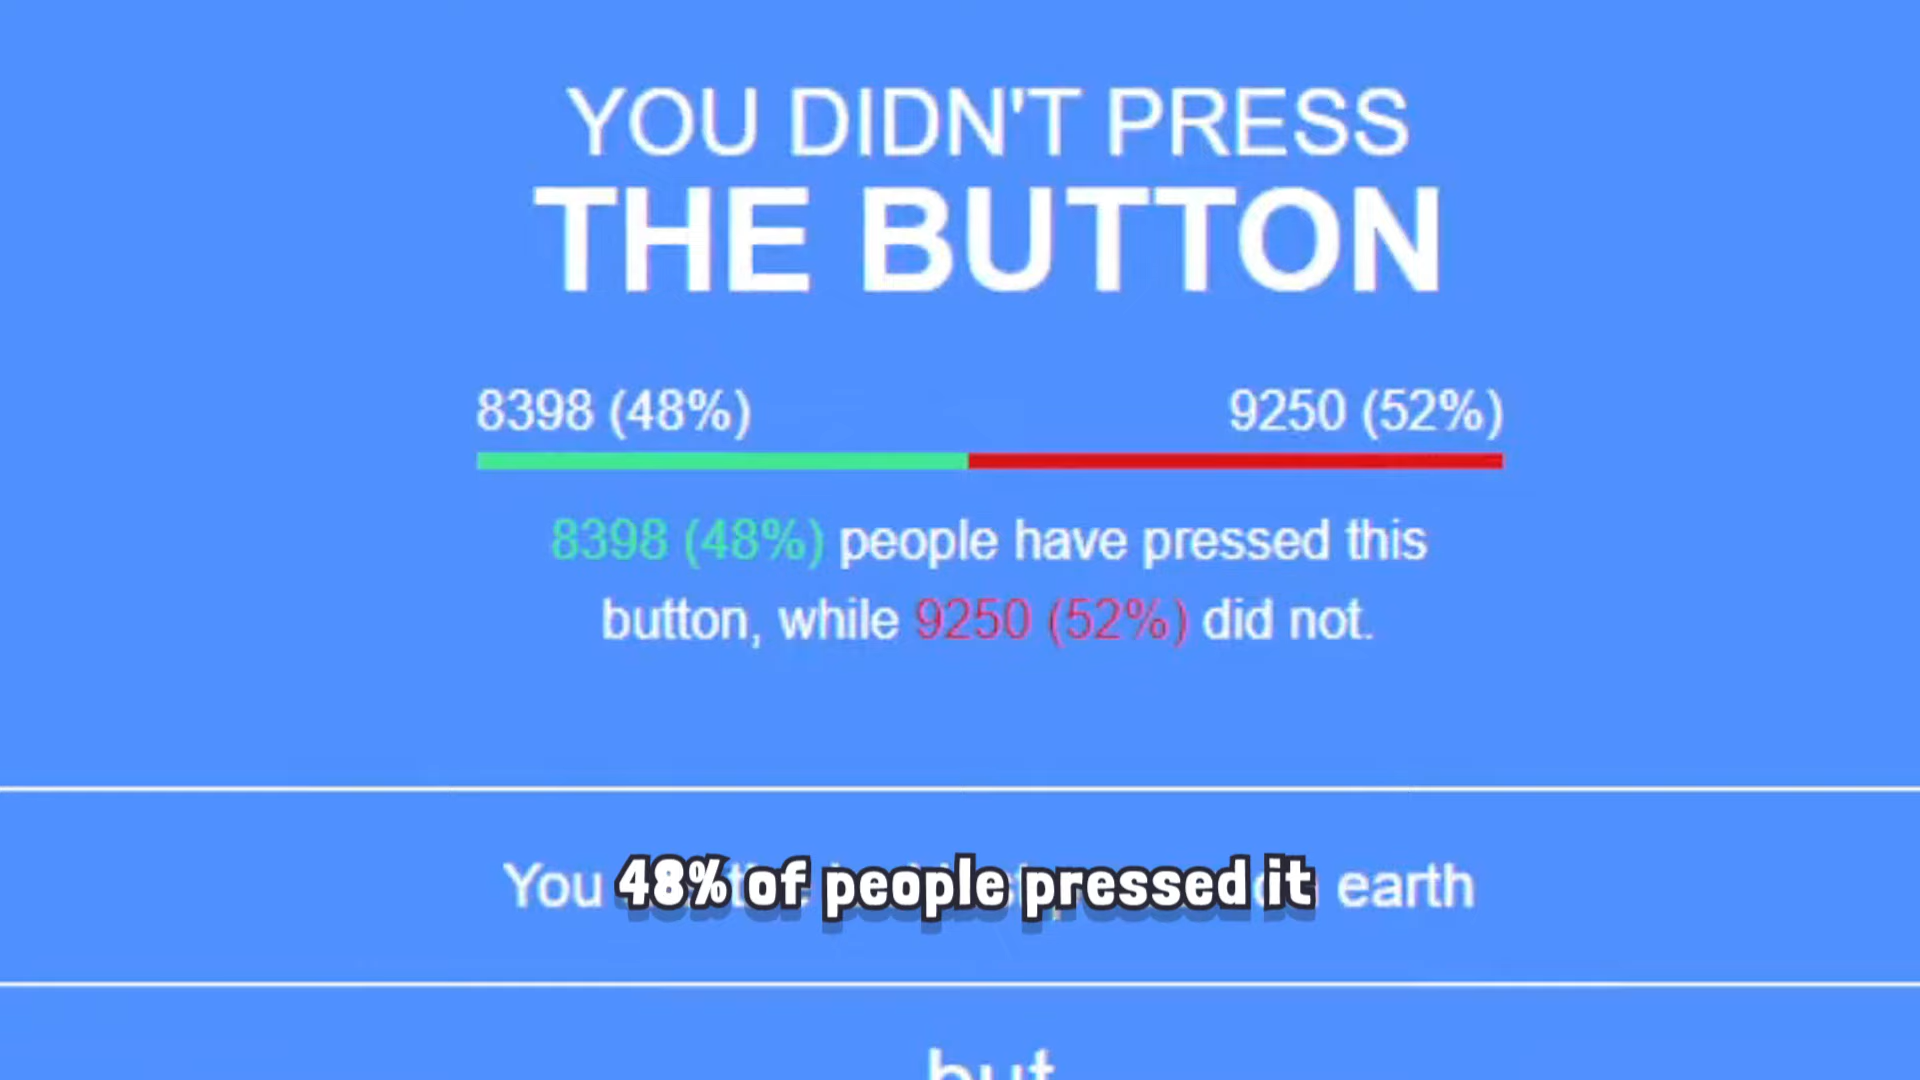 YOU DIDN'T PRESS
THE BUTTON
8398 (48%) 9250 (52%)
8398 (48%) people have pressed this
button, while 9250 (52%) did not.
You earth
48% of people pressed it
but